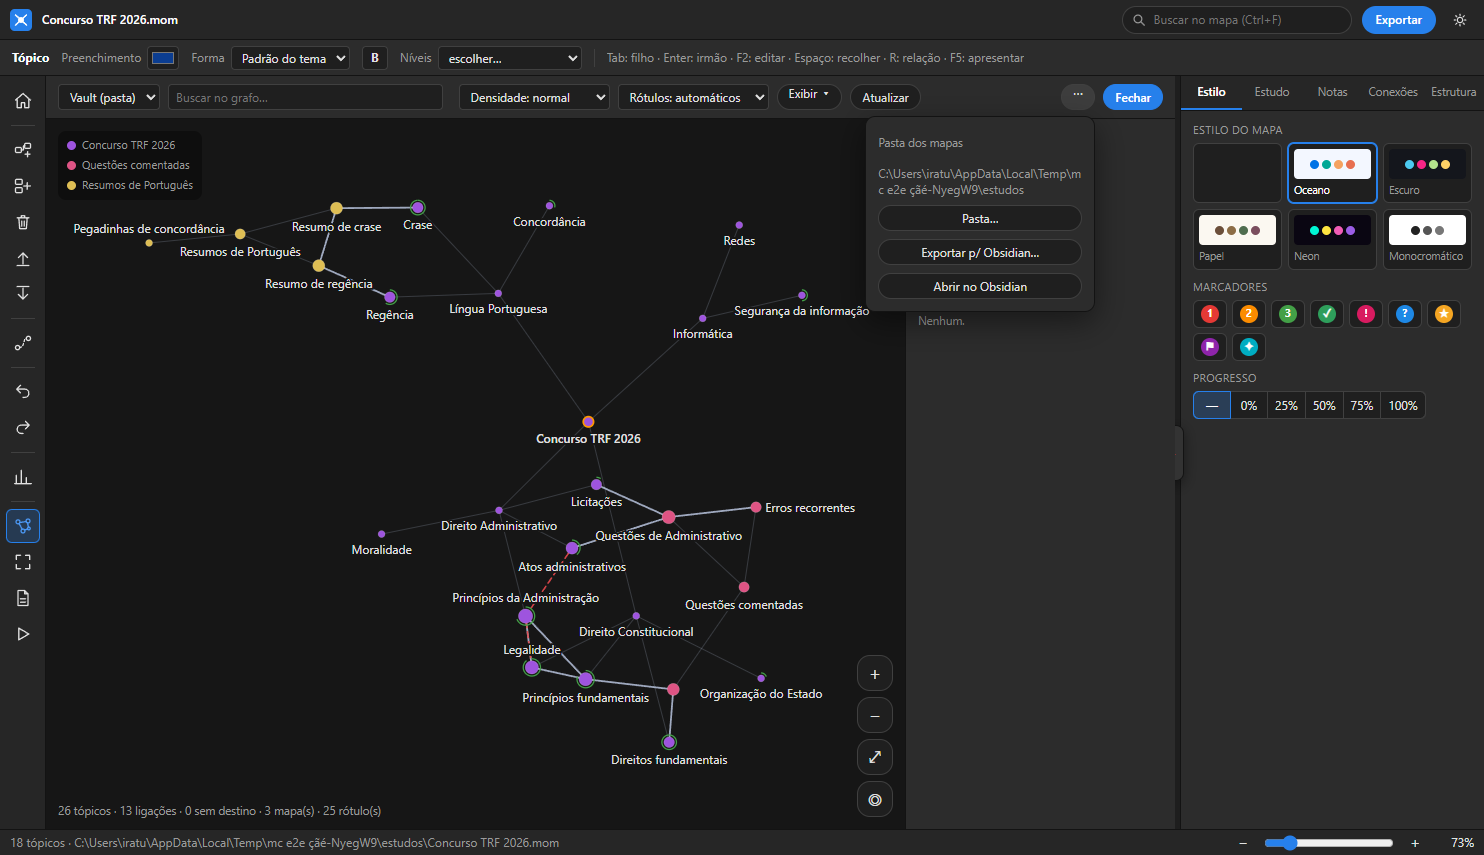 Concurso TRF 2026.mom
Buscar no mapa (Ctrl+F)
Exportar
Tópico
Preenchimento
Forma
Padrão do tema
B
Níveis
escolher...
Tab: filho · Enter: irmão · F2: editar · Espaço: recolher · R: relação · F5: apresentar
Vault (pasta)
Buscar no grafo...
Densidade: normal
Rótulos: automáticos
Exibir
Atualizar
...
Fechar
Estilo
Estudo
Notas
Conexões
Estrutura
Concurso TRF 2026
Questões comentadas
Resumos de Português
Pasta dos mapas
C:\Users\iratu\AppData\Local\Temp\m
c e2e çãé-NyegW9\estudos
Pasta...
Exportar p/ Obsidian...
Abrir no Obsidian
Nenhum.
ESTILO DO MAPA
Oceano
Escuro
Papel
Neon
Monocromático
MARCADORES
1
2
3
!
?
PROGRESSO
—
0%
25%
50%
75%
100%
Pegadinhas de concordância
Resumo de crase
Crase
Concordância
Redes
Resumos de Português
Resumo de regência
Regência
Língua Portuguesa
Segurança da informação
Informática
Concurso TRF 2026
Licitações
Erros recorrentes
Direito Administrativo
Questões de Administrativo
Moralidade
Atos administrativos
Princípios da Administração
Questões comentadas
Direito Constitucional
Legalidade
Princípios fundamentais
Organização do Estado
Direitos fundamentais
+
−
26 tópicos · 13 ligações · 0 sem destino · 3 mapa(s) · 25 rótulo(s)
18 tópicos · C:\Users\iratu\AppData\Local\Temp\mc e2e çãé-NyegW9\estudos\Concurso TRF 2026.mom
−
+
73%